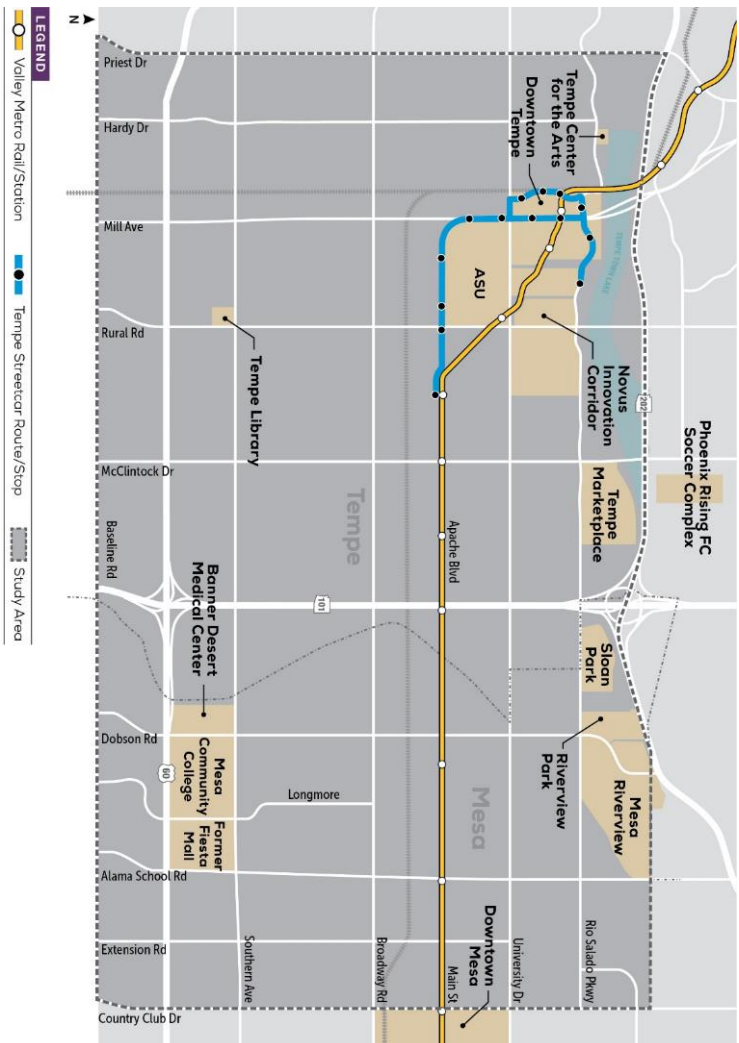 LEGEND
Valley Metro Rail/Station
Tempe Streetcar Route/Stop
Study Area
N
Priest Dr
Hardy Dr
Mill Ave
Rural Rd
McClintock Dr
Baseline Rd
Dobson Rd
Longmore
Alama School Rd
Extension Rd
Country Club Dr
Southern Ave
Broadway Rd
Main St
University Dr
Rio Salado Pkwy
Apache Blvd
Tempe Center
for the Arts
Downtown
Tempe
TEMPE TOWN LAKE
ASU
Novus
Innovation
Corridor
Tempe Library
202
Phoenix Rising FC
Soccer Complex
Tempe
Marketplace
Tempe
101
Banner Desert
Medical Center
Sloan
Park
Riverview
Park
Mesa
Riverview
Mesa
Mesa
Community
College
60
Former
Fiesta
Mall
Downtown
Mesa